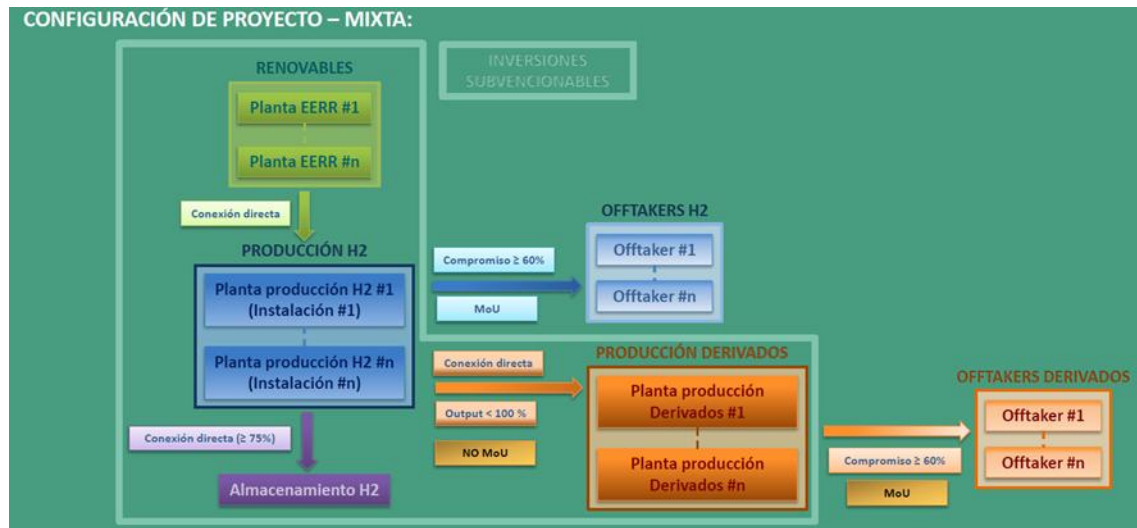 CONFIGURACIÓN DE PROYECTO – MIXTA:
INVERSIONES
SUBVENCIONABLES
RENOVABLES
Planta EERR #1
Planta EERR #n
Conexión directa
PRODUCCIÓN H2
Planta producción H2 #1
(Instalación #1)
Planta producción H2 #n
(Instalación #n)
Conexión directa (≥ 75%)
Almacenamiento H2
Compromiso ≥ 60%
MoU
OFFTAKERS H2
Offtaker #1
Offtaker #n
Conexión directa
Output < 100 %
NO MoU
PRODUCCIÓN DERIVADOS
Planta producción
Derivados #1
Planta producción
Derivados #n
Compromiso ≥ 60%
MoU
OFFTAKERS DERIVADOS
Offtaker #1
Offtaker #n